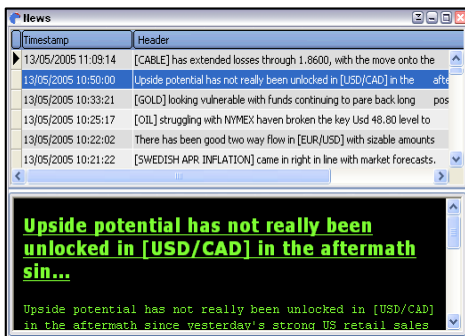 News
Timestamp Header
13/05/2005 11:09:14 [CABLE] has extended losses through 1.8600, with the move onto the
13/05/2005 10:50:00 Upside potential has not really been unlocked in [USD/CAD] in the afte
13/05/2005 10:33:21 [GOLD] looking vulnerable with funds continuing to pare back long pos
13/05/2005 10:25:17 [OIL] struggling with NYMEX haven broken the key Usd 48.80 level to
13/05/2005 10:22:02 There has been good two way flow in [EUR/USD] with sizable amounts
13/05/2005 10:21:22 [SWEDISH APR INFLATION] came in right in line with market forecasts.
Upside potential has not really been
unlocked in [USD/CAD] in the aftermath
sin...
Upside potential has not really been unlocked in [USD/CAD]
in the aftermath since yesterday's strong US retail sales